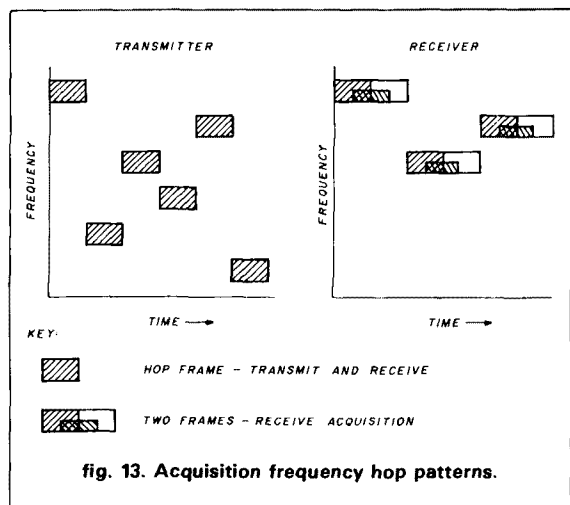 TRANSMITTER
RECEIVER
FREQUENCY
FREQUENCY
TIME →
TIME →
KEY:
HOP FRAME – TRANSMIT AND RECEIVE
TWO FRAMES – RECEIVE ACQUISITION
fig. 13. Acquisition frequency hop patterns.